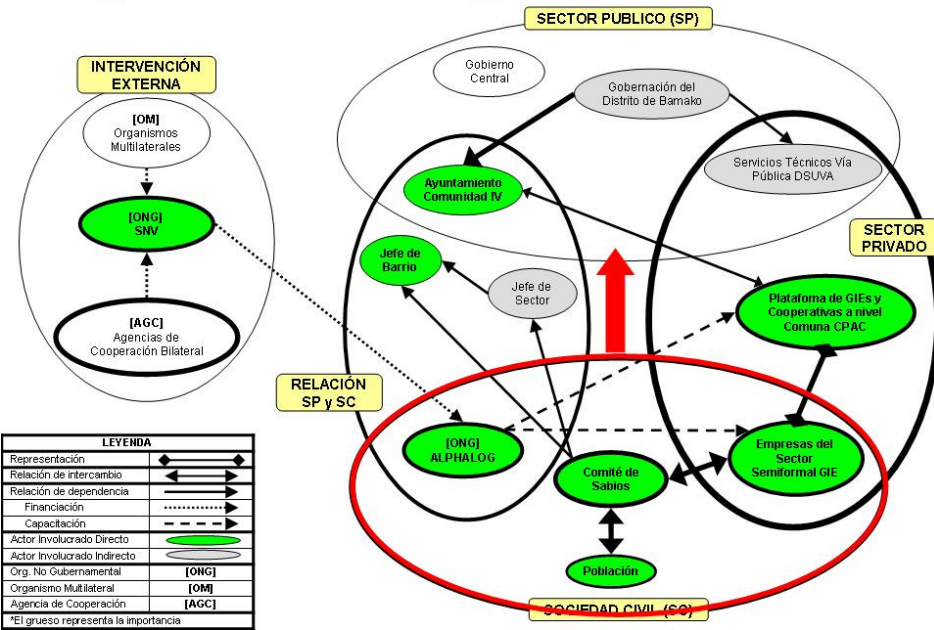 SECTOR PUBLICO (SP)
INTERVENCIÓN
EXTERNA
Gobierno
Central
Gobernación del
Distrito de Bamako
[OM]
Organismos
Multilaterales
Servicios Técnicos Vía
Pública DSUVA
Ayuntamiento
Comunidad IV
[ONG]
SNV
SECTOR
PRIVADO
Jefe de
Barrio
Jefe de
Sector
Plataforma de GIEs y
Cooperativas a nivel
Comuna CPAC
[AGC]
Agencias de
Cooperación Bilateral
RELACIÓN
SP y SC
[ONG]
ALPHALOG
Empresas del
Sector
Semiformal GIE
Comité de
Sabios
Población
SOCIEDAD CIVIL (SC)
LEYENDA
Representación
Relación de intercambio
Relación de dependencia
Financiación
Capacitación
Actor Involucrado Directo
Actor Involucrado Indirecto
Org. No Gubernamental [ONG]
Organismo Multilateral [OM]
Agencia de Cooperación [AGC]
*El grueso representa la importancia